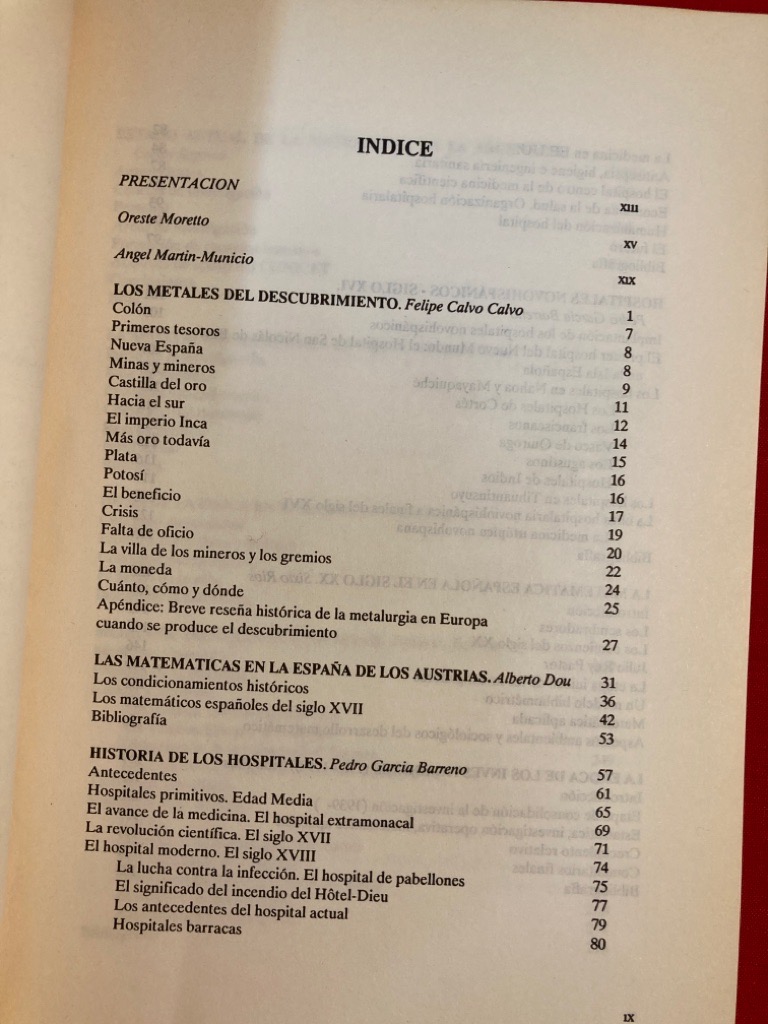 INDICE
PRESENTACION XIII
Oreste Moretto XV
Angel Martin-Municio XIX
LOS METALES DEL DESCUBRIMIENTO. Felipe Calvo Calvo 1
Colón 7
Primeros tesoros 8
Nueva España 8
Minas y mineros 9
Castilla del oro 11
Hacia el sur 12
El imperio Inca 14
Más oro todavía 15
Plata 16
Potosí 16
El beneficio 17
Crisis 19
Falta de oficio 20
La villa de los mineros y los gremios 22
La moneda 24
Cuánto, cómo y dónde 25
Apéndice: Breve reseña histórica de la metalurgia en Europa
cuando se produce el descubrimiento 27
LAS MATEMATICAS EN LA ESPAÑA DE LOS AUSTRIAS. Alberto Dou 31
Los condicionamientos históricos 36
Los matemáticos españoles del siglo XVII 42
Bibliografía 53
HISTORIA DE LOS HOSPITALES. Pedro Garcia Barreno 57
Antecedentes 61
Hospitales primitivos. Edad Media 65
El avance de la medicina. El hospital extramonacal 69
La revolución científica. El siglo XVII 71
El hospital moderno. El siglo XVIII 74
La lucha contra la infección. El hospital de pabellones 75
El significado del incendio del Hôtel-Dieu 77
Los antecedentes del hospital actual 79
Hospitales barracas 80
IX